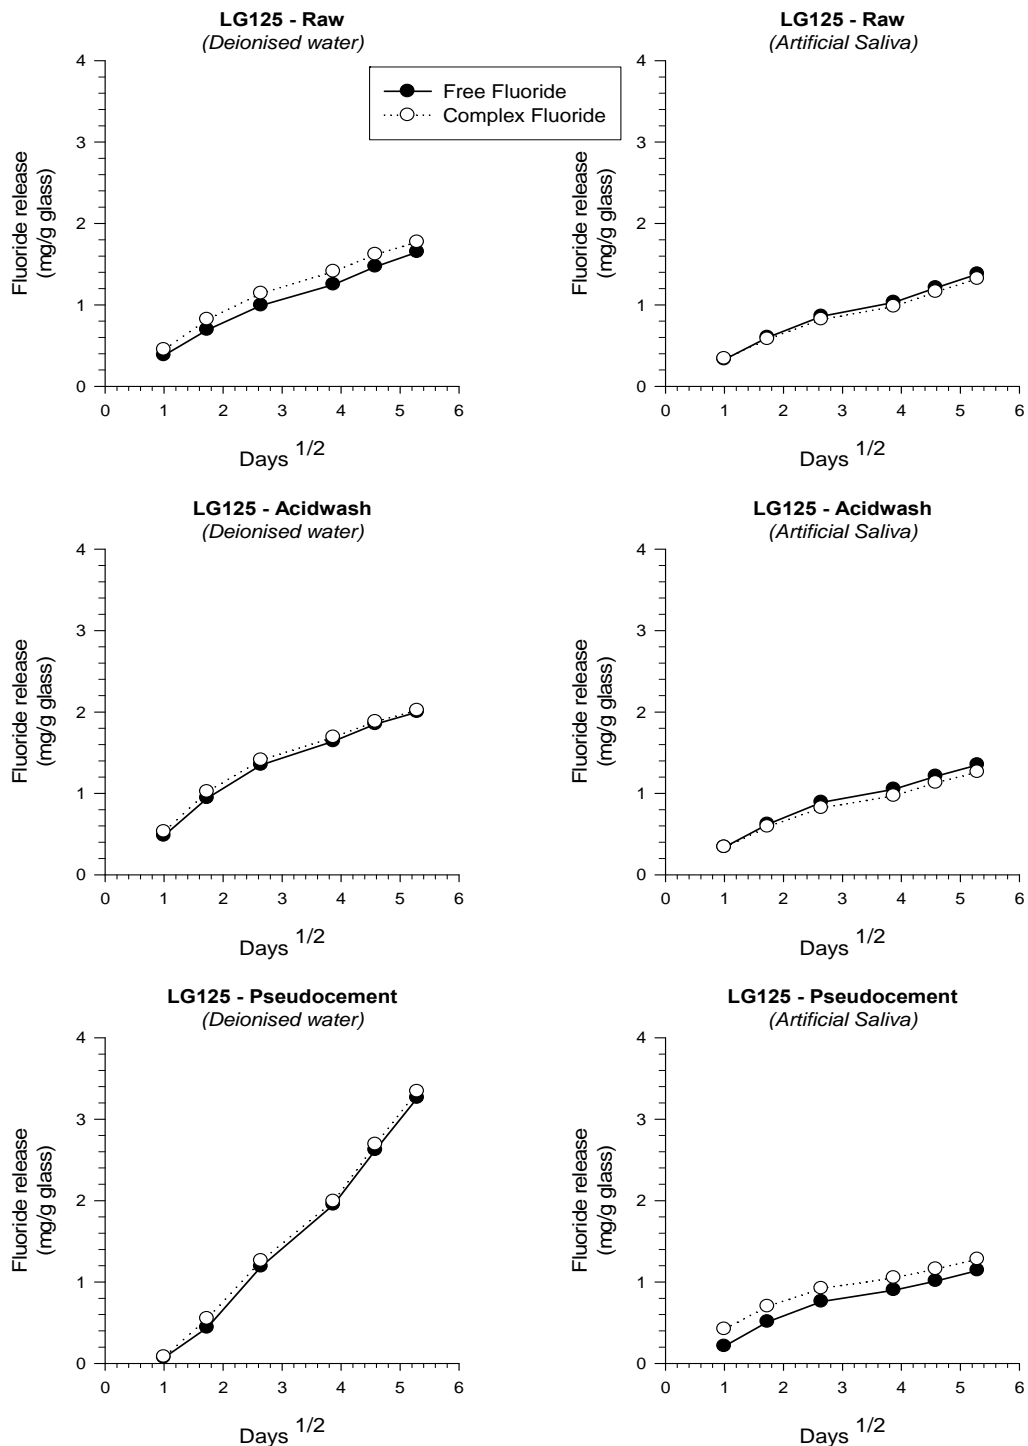 LG125 - Raw
(Deionised water)
4
3
2
1
0
Fluoride release
(mg/g glass)
0 1 2 3 4 5 6
Days 1/2
Free Fluoride
Complex Fluoride
LG125 - Raw
(Artificial Saliva)
4
3
2
1
0
Fluoride release
(mg/g glass)
0 1 2 3 4 5 6
Days 1/2
LG125 - Acidwash
(Deionised water)
4
3
2
1
0
Fluoride release
(mg/g glass)
0 1 2 3 4 5 6
Days 1/2
LG125 - Acidwash
(Artificial Saliva)
4
3
2
1
0
Fluoride release
(mg/g glass)
0 1 2 3 4 5 6
Days 1/2
LG125 - Pseudocement
(Deionised water)
4
3
2
1
0
Fluoride release
(mg/g glass)
0 1 2 3 4 5 6
Days 1/2
LG125 - Pseudocement
(Artificial Saliva)
4
3
2
1
0
Fluoride release
(mg/g glass)
0 1 2 3 4 5 6
Days 1/2